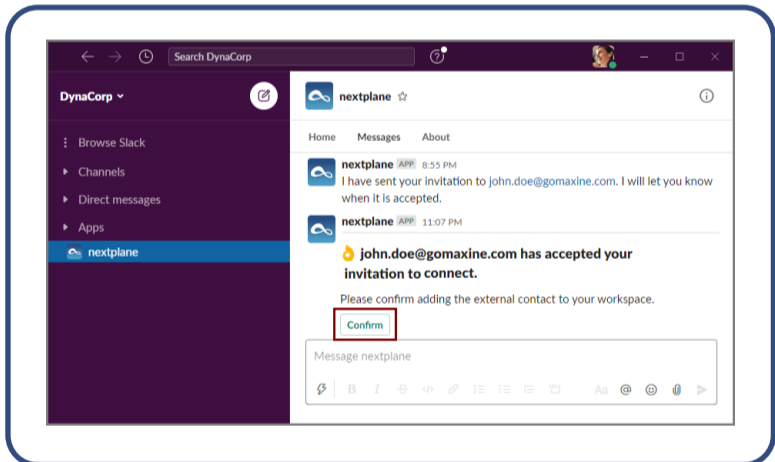 Search DynaCorp
DynaCorp
nextplane
Browse Slack
Home Messages About
Channels
nextplane APP 8:55 PM
I have sent your invitation to john.doe@gomaxine.com. I will let you know
when it is accepted.
Direct messages
Apps
nextplane APP 11:07 PM
nextplane
john.doe@gomaxine.com has accepted your
invitation to connect.
Please confirm adding the external contact to your workspace.
Confirm
Message nextplane
B I S </> Aa @